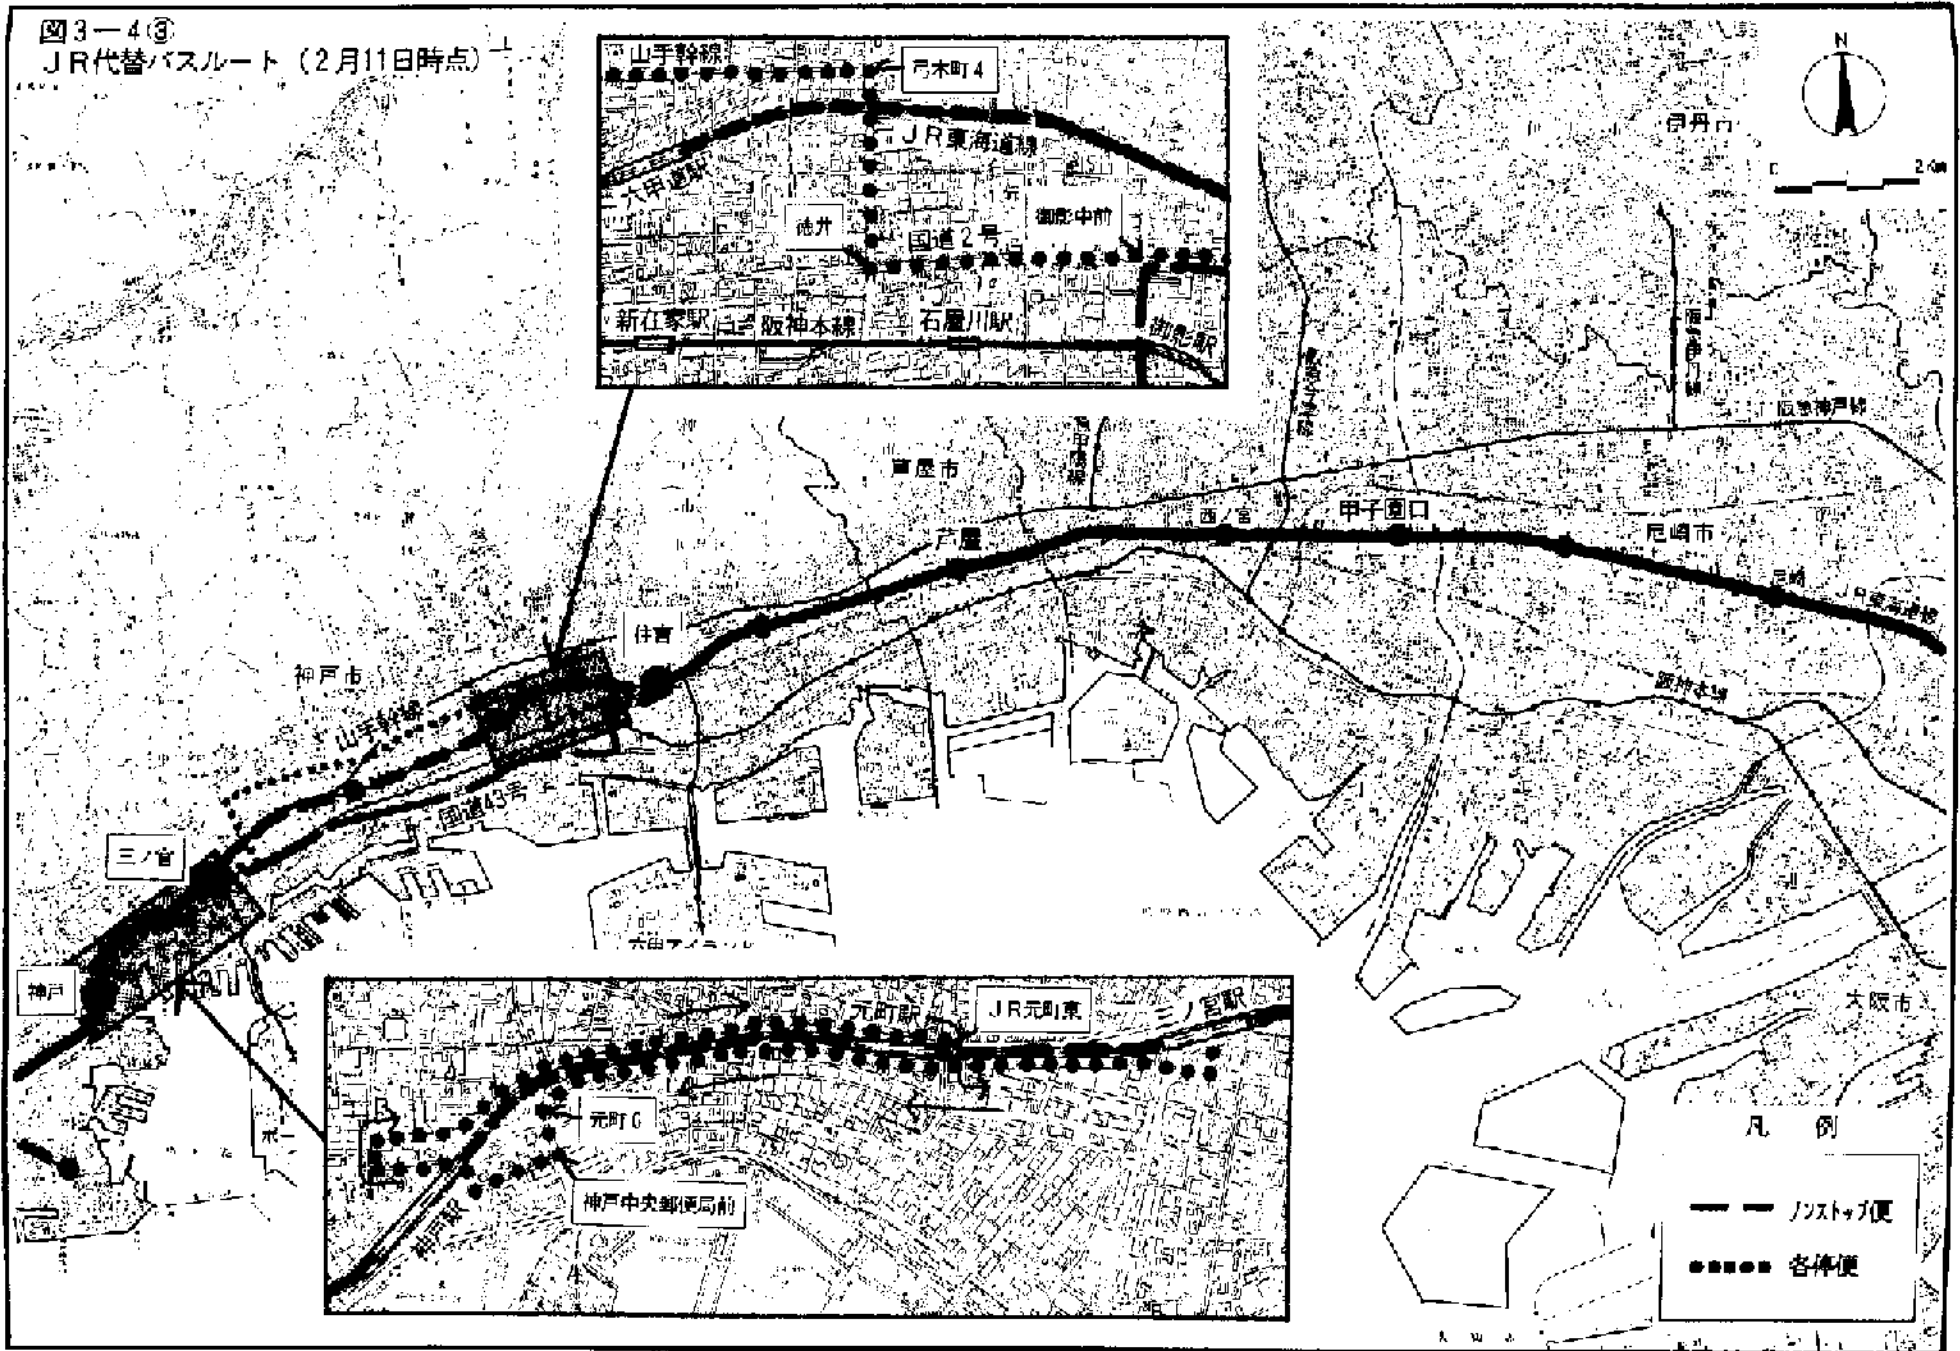 図3－4③
JR代替バスルート（2月11日時点）
山手幹線
弓木町4
JR東海道線
六甲道駅
徳井
国道2号
御影中前
新在家駅
阪神本線
石屋川駅
御影駅
N
2km
伊丹市
阪急神戸線
芦屋市
芦屋
西ノ宮
甲子園口
尼崎市
尼崎
JR東海道線
住吉
神戸市
山手幹線
国道43号
阪神本線
三ノ宮
神戸
六甲アイランド
大阪市
元町駅
JR元町東
三ノ宮駅
元町6
神戸中央郵便局前
神戸駅
凡 例
ノンストップ便
各停便